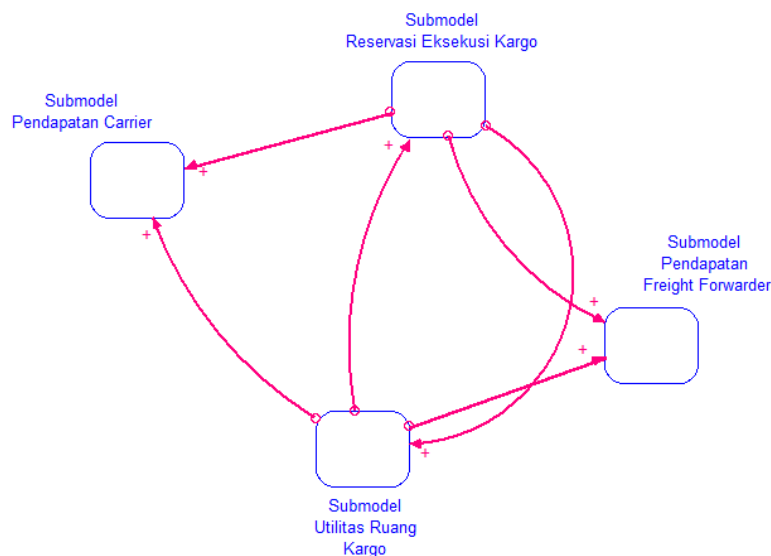 Submodel
Reservasi Eksekusi Kargo
Submodel
Pendapatan Carrier
+
+
+
Submodel
Pendapatan
Freight Forwarder
+
+
+
Submodel
Utilitas Ruang
Kargo